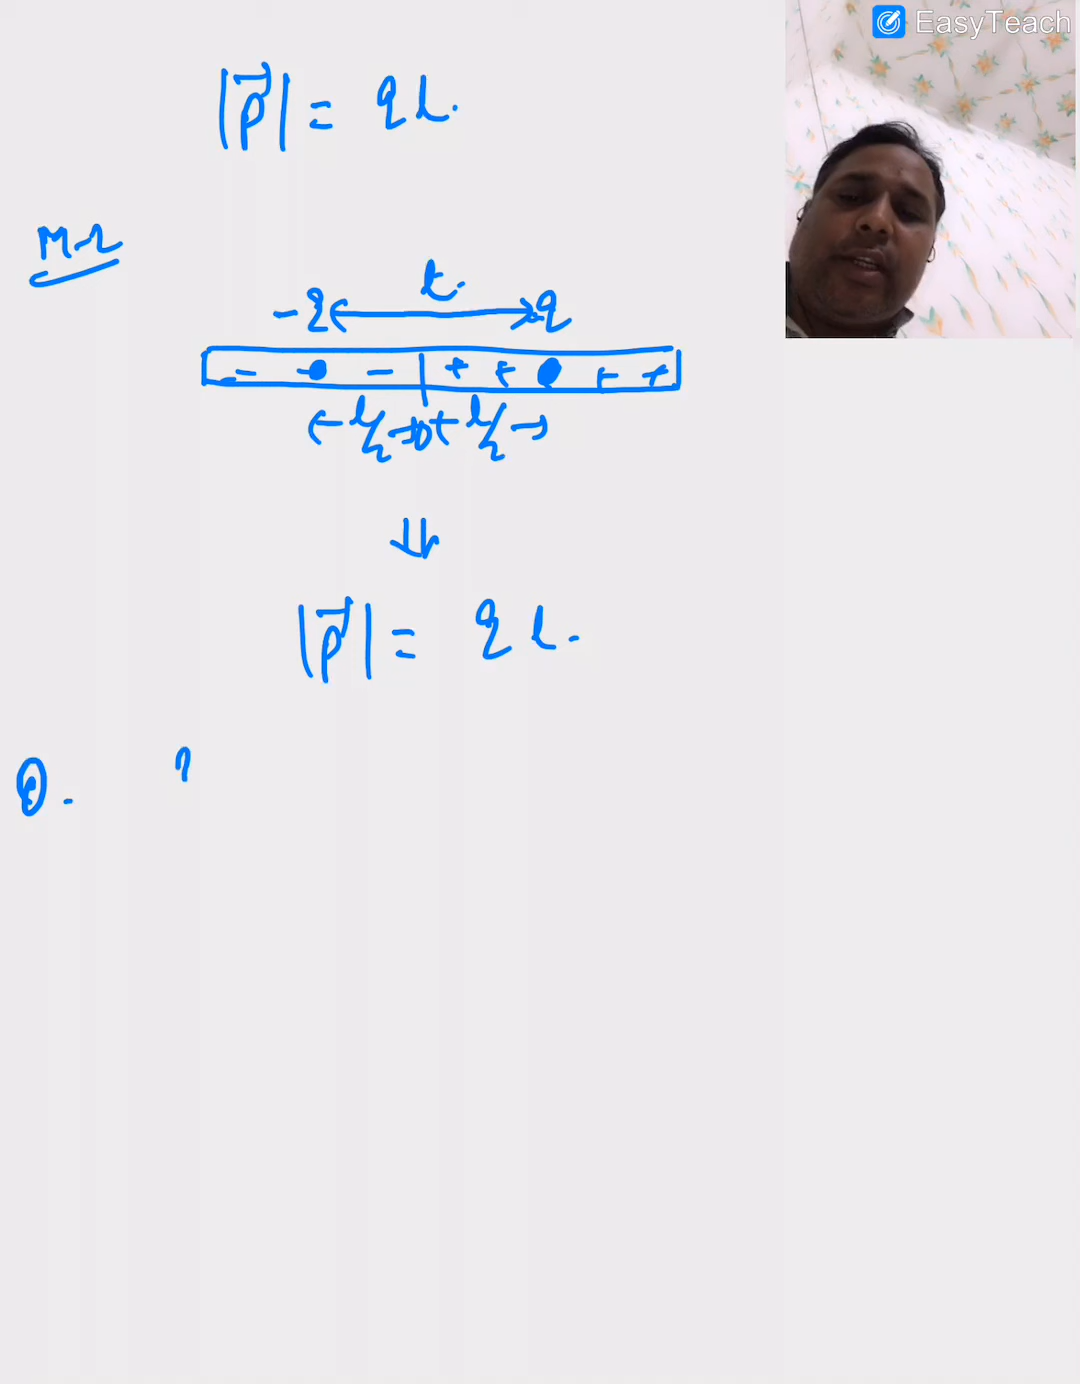 EasyTeach
|p⃗| = ql.
M-2
l.
-q q
- - - + + + +
l/2 O l/2
⇓
|p⃗| = ql.
Q.